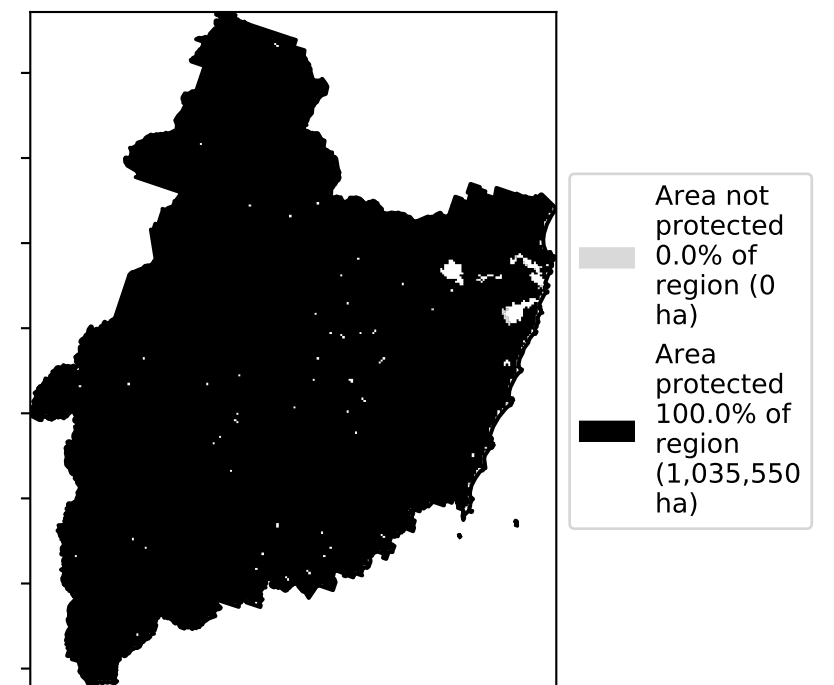 Area not
protected
0.0% of
region (0
ha)
Area
protected
100.0% of
region
(1,035,550
ha)